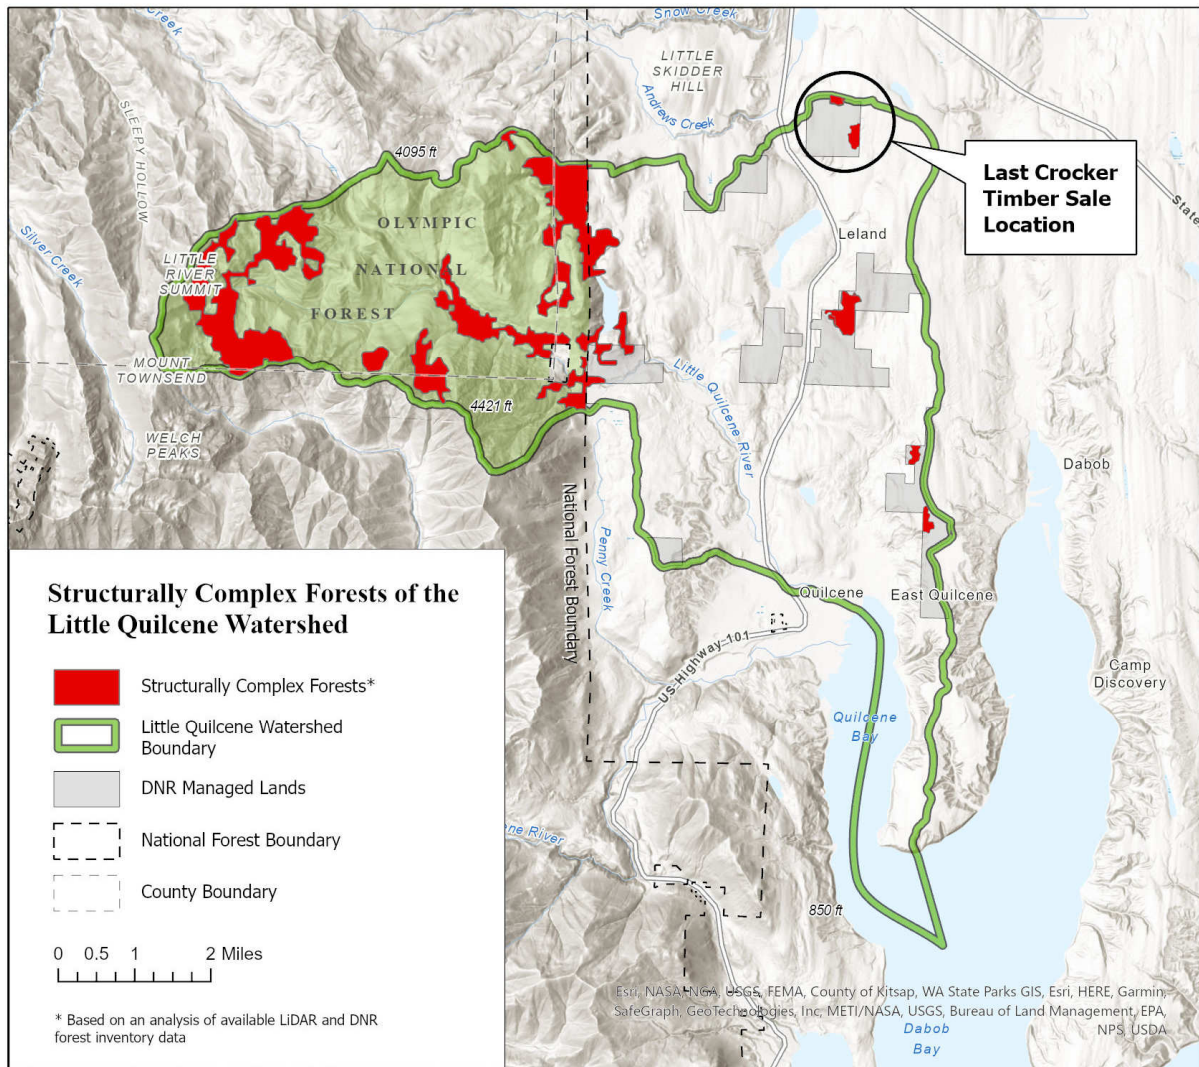 Creek
Snow Creek
LITTLE
SKIDDER
HILL
Andrews Creek
4095 ft
SLEEPY HOLLOW
Last Crocker
Timber Sale
Location
State
Silver Creek
OLYMPIC
NATIONAL
FOREST
LITTLE
RIVER
SUMMIT
Leland
MOUNT
TOWNSEND
4421 ft
Little Quilcene River
WELCH
PEAKS
Dabob
National Forest Boundary
Penny Creek
Quilcene
East Quilcene
US Highway 101
Camp
Discovery
Quilcene
Bay
ene River
850 ft
Structurally Complex Forests of the
Little Quilcene Watershed
Structurally Complex Forests*
Little Quilcene Watershed
Boundary
DNR Managed Lands
National Forest Boundary
County Boundary
0 0.5 1 2 Miles
* Based on an analysis of available LiDAR and DNR
forest inventory data
Esri, NASA, NGA, USGS, FEMA, County of Kitsap, WA State Parks GIS, Esri, HERE, Garmin,
SafeGraph, GeoTechnologies, Inc, METI/NASA, USGS, Bureau of Land Management, EPA,
NPS, USDA
Dabob
Bay